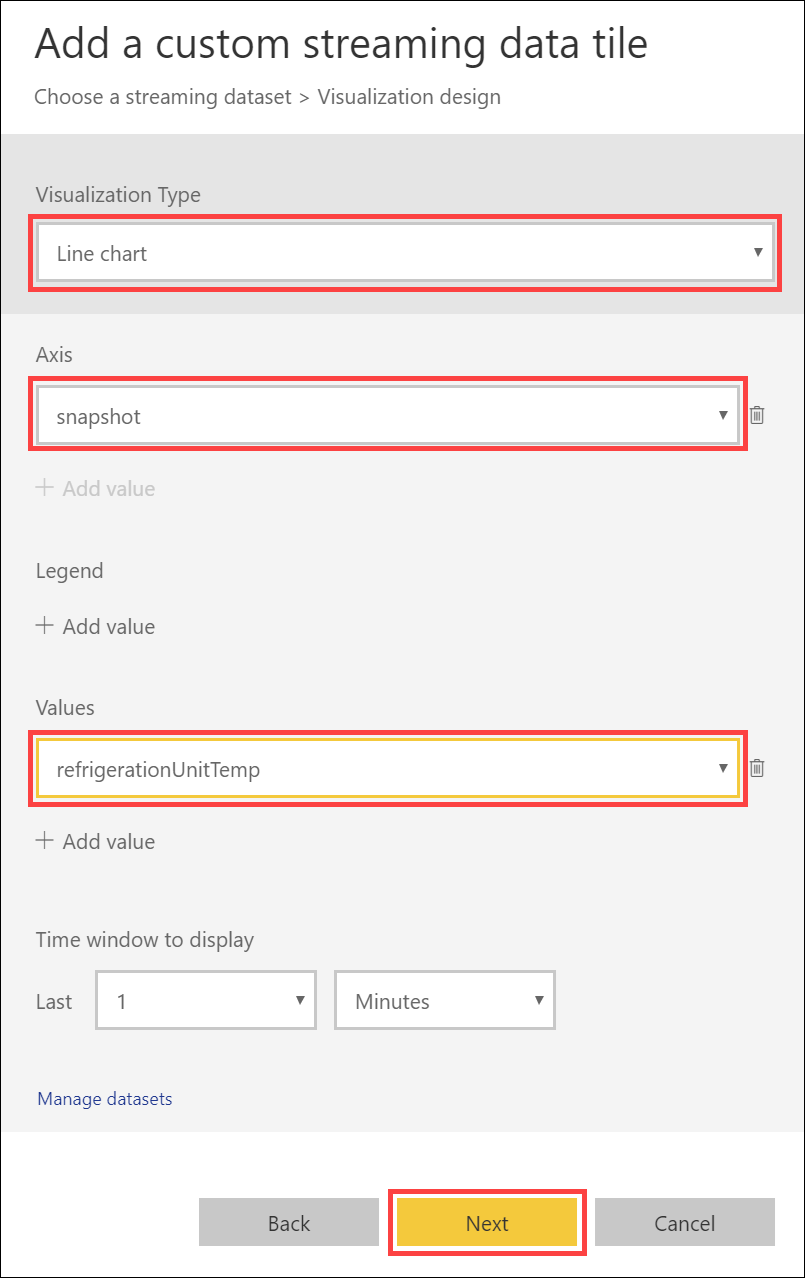 Add a custom streaming data tile
Choose a streaming dataset > Visualization design
Visualization Type
Line chart
Axis
snapshot
Add value
Legend
Add value
Values
refrigerationUnitTemp
Add value
Time window to display
Last 1 Minutes
Manage datasets
Back Next Cancel